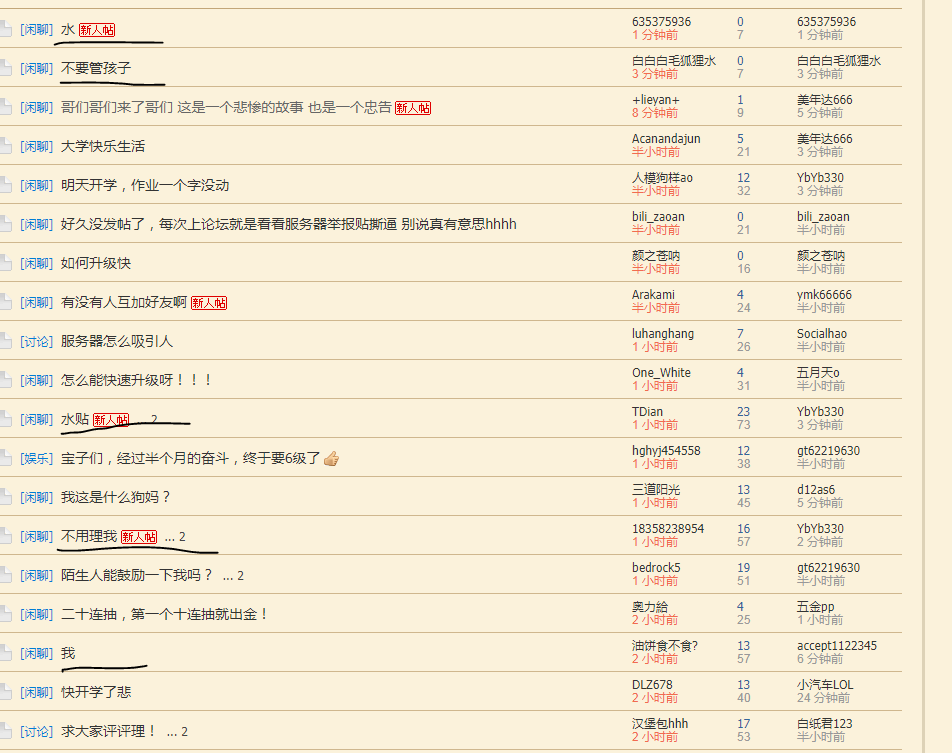 [闲聊] 水 新人帖 635375936 0 635375936
1 分钟前 7 1 分钟前
[闲聊] 不要管孩子 白白白毛狐狸水 0 白白白毛狐狸水
3 分钟前 7 3 分钟前
[闲聊] 哥们哥们来了哥们 这是一个悲惨的故事 也是一个忠告 新人帖 +lieyan+ 1 美年达666
8 分钟前 9 5 分钟前
[闲聊] 大学快乐生活 Acanandajun 5 美年达666
半小时前 21 3 分钟前
[闲聊] 明天开学，作业一个字没动 人模狗样ao 12 YbYb330
半小时前 32 3 分钟前
[闲聊] 好久没发帖了，每次上论坛就是看看服务器举报贴撕逼 别说真有意思hhhh bili_zaoan 0 bili_zaoan
半小时前 21 半小时前
[闲聊] 如何升级快 颜之苍呐 0 颜之苍呐
半小时前 16 半小时前
[闲聊] 有没有人互加好友啊 新人帖 Arakami 4 ymk66666
半小时前 24 半小时前
[讨论] 服务器怎么吸引人 luhanghang 7 Socialhao
1 小时前 26 半小时前
[闲聊] 怎么能快速升级呀！！！ One_White 4 五月天o
1 小时前 31 半小时前
[闲聊] 水贴 新人帖 ... 2 TDian 23 YbYb330
1 小时前 73 3 分钟前
[娱乐] 宝子们，经过半个月的奋斗，终于要6级了👍 hghyj454558 12 gt62219630
1 小时前 38 半小时前
[闲聊] 我这是什么狗吗？ 三道阳光 13 d12as6
1 小时前 45 5 分钟前
[闲聊] 不用理我 新人帖 ... 2 18358238954 16 YbYb330
1 小时前 57 2 分钟前
[闲聊] 陌生人能鼓励一下我吗？ ... 2 bedrock5 19 gt62219630
1 小时前 51 半小时前
[闲聊] 二十连抽，第一个十连抽就出金！ 奥力給 4 五金pp
2 小时前 25 1 小时前
[闲聊] 我 油饼食不食? 13 accept1122345
2 小时前 57 6 分钟前
[闲聊] 快开学了悲 DLZ678 13 小汽车LOL
2 小时前 40 24 分钟前
[讨论] 求大家评评理！ ... 2 汉堡包hhh 17 白纸君123
2 小时前 53 半小时前